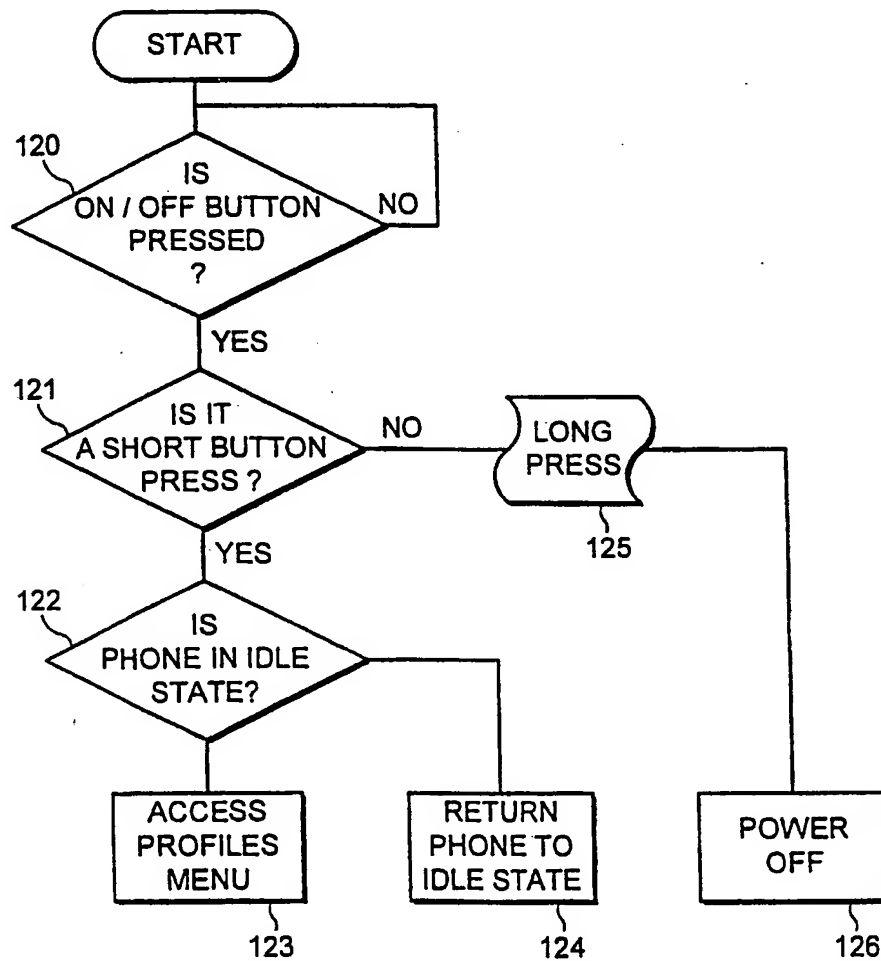 START
120
IS
ON / OFF BUTTON
PRESSED
?
NO
YES
121
IS IT
A SHORT BUTTON
PRESS ?
NO
LONG
PRESS
125
YES
122
IS
PHONE IN IDLE
STATE?
ACCESS
PROFILES
MENU
123
RETURN
PHONE TO
IDLE STATE
124
POWER
OFF
126